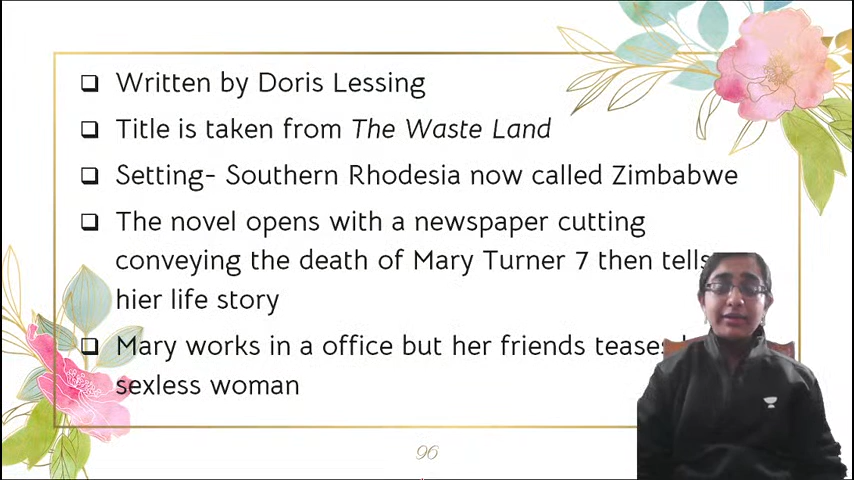 Written by Doris Lessing
Title is taken from The Waste Land
Setting- Southern Rhodesia now called Zimbabwe
The novel opens with a newspaper cutting
conveying the death of Mary Turner 7 then tells
hier life story
Mary works in a office but her friends teases
sexless woman
96